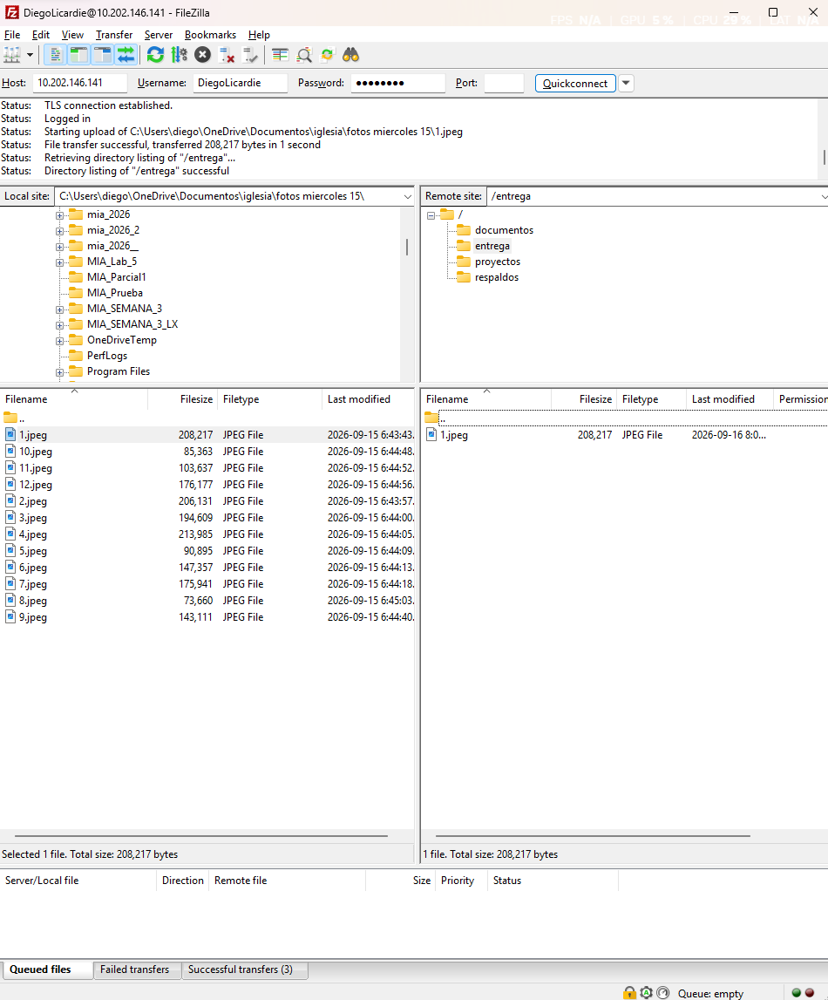 DiegoLicardie@10.202.146.141 - FileZilla
FPS N/A | GPU 5 % | CPU 29 % | LAT N/A
File Edit View Transfer Server Bookmarks Help
Host: 10.202.146.141 Username: DiegoLicardie Password: ●●●●●●●● Port: Quickconnect
Status: TLS connection established.
Status: Logged in
Status: Starting upload of C:\Users\diego\OneDrive\Documentos\iglesia\fotos miercoles 15\1.jpeg
Status: File transfer successful, transferred 208,217 bytes in 1 second
Status: Retrieving directory listing of "/entrega"...
Status: Directory listing of "/entrega" successful
Local site: C:\Users\diego\OneDrive\Documentos\iglesia\fotos miercoles 15\
mia_2026
mia_2026_2
mia_2026__
MIA_Lab_5
MIA_Parcial1
MIA_Prueba
MIA_SEMANA_3
MIA_SEMANA_3_LX
OneDriveTemp
PerfLogs
Program Files
Remote site: /entrega
/
documentos
entrega
proyectos
respaldos
Filename Filesize Filetype Last modified
..
1.jpeg 208,217 JPEG File 2026-09-15 6:43:43.
10.jpeg 85,363 JPEG File 2026-09-15 6:44:48.
11.jpeg 103,637 JPEG File 2026-09-15 6:44:52.
12.jpeg 176,177 JPEG File 2026-09-15 6:44:56.
2.jpeg 206,131 JPEG File 2026-09-15 6:43:57.
3.jpeg 194,609 JPEG File 2026-09-15 6:44:00.
4.jpeg 213,985 JPEG File 2026-09-15 6:44:05.
5.jpeg 90,895 JPEG File 2026-09-15 6:44:09.
6.jpeg 147,357 JPEG File 2026-09-15 6:44:13.
7.jpeg 175,941 JPEG File 2026-09-15 6:44:18.
8.jpeg 73,660 JPEG File 2026-09-15 6:45:03.
9.jpeg 143,111 JPEG File 2026-09-15 6:44:40.
Selected 1 file. Total size: 208,217 bytes
Filename Filesize Filetype Last modified Permission
..
1.jpeg 208,217 JPEG File 2026-09-16 8:0...
1 file. Total size: 208,217 bytes
Server/Local file Direction Remote file Size Priority Status
Queued files Failed transfers Successful transfers (3)
Queue: empty